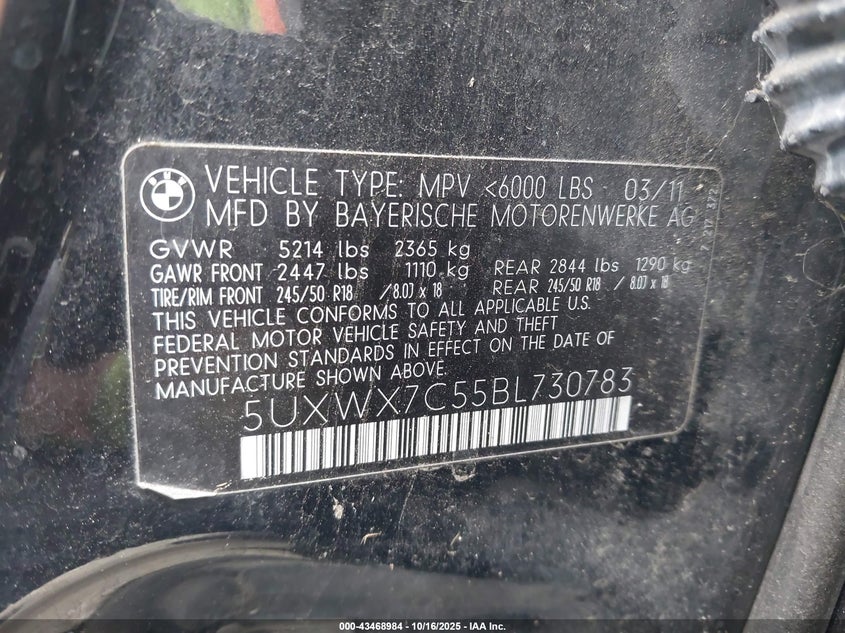 BMW
VEHICLE TYPE: MPV <6000 LBS 03/11
MFD BY BAYERISCHE MOTORENWERKE AG
GVWR 5214 lbs 2365 kg
GAWR FRONT 2447 lbs 1110 kg REAR 2844 lbs 1290 kg
TIRE/RIM FRONT 245/50 R18 / 8.0J x 18 REAR 245/50 R18 / 8.0J x 18
THIS VEHICLE CONFORMS TO ALL APPLICABLE U.S.
FEDERAL MOTOR VEHICLE SAFETY AND THEFT
PREVENTION STANDARDS IN EFFECT ON THE DATE OF
MANUFACTURE SHOWN ABOVE.
5UXWX7C55BL730783
000-43468984 - 10/16/2025 - IAA Inc.